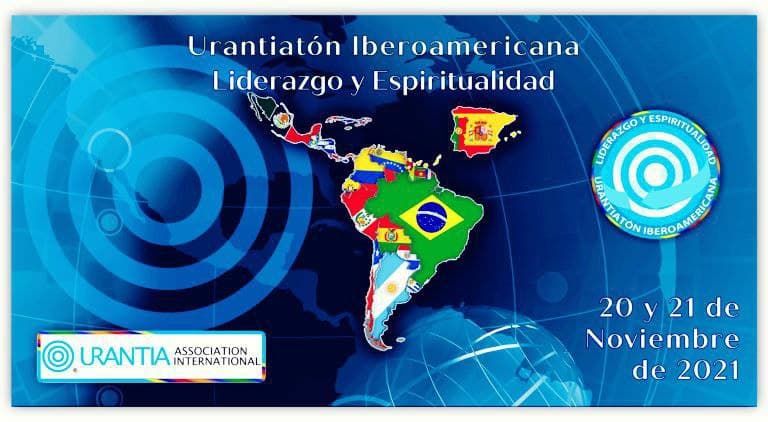 Urantiatón Iberoamericana
Liderazgo y Espiritualidad
LIDERAZGO Y ESPIRITUALIDAD
URANTIATÓN IBEROAMERICANA
20 y 21 de
Noviembre
de 2021
URANTIA ASSOCIATION
INTERNATIONAL
®